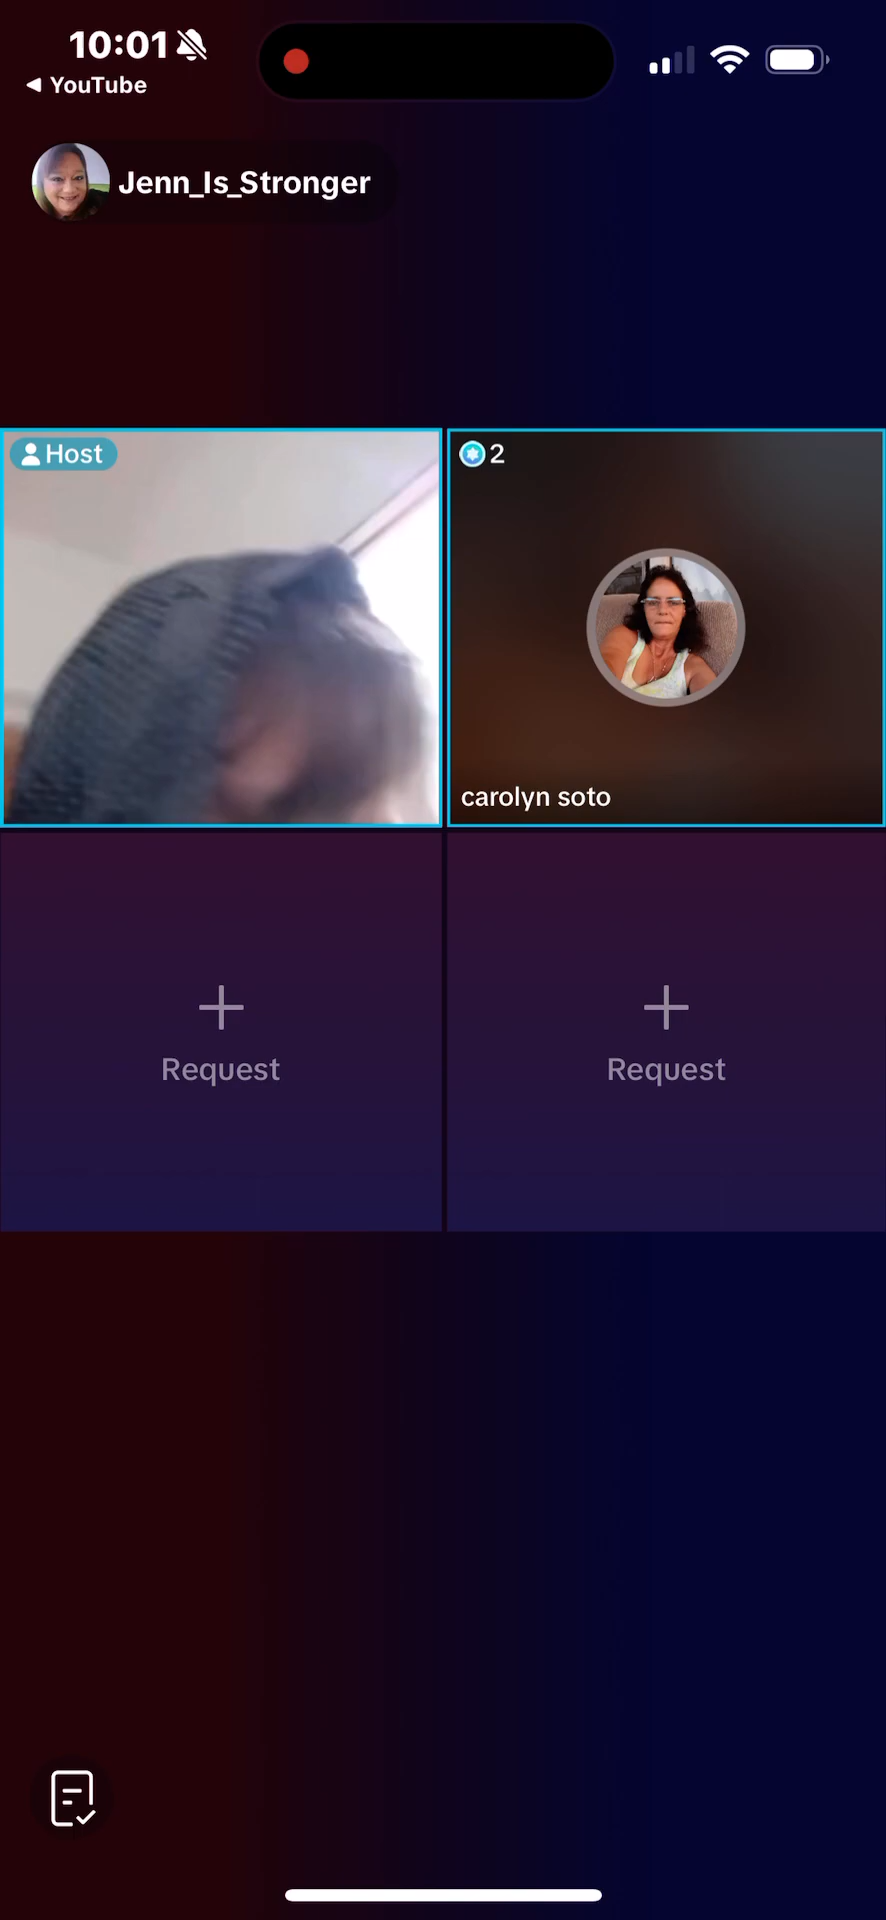 10:01
YouTube
Jenn_Is_Stronger
Host
2
carolyn soto
Request
Request